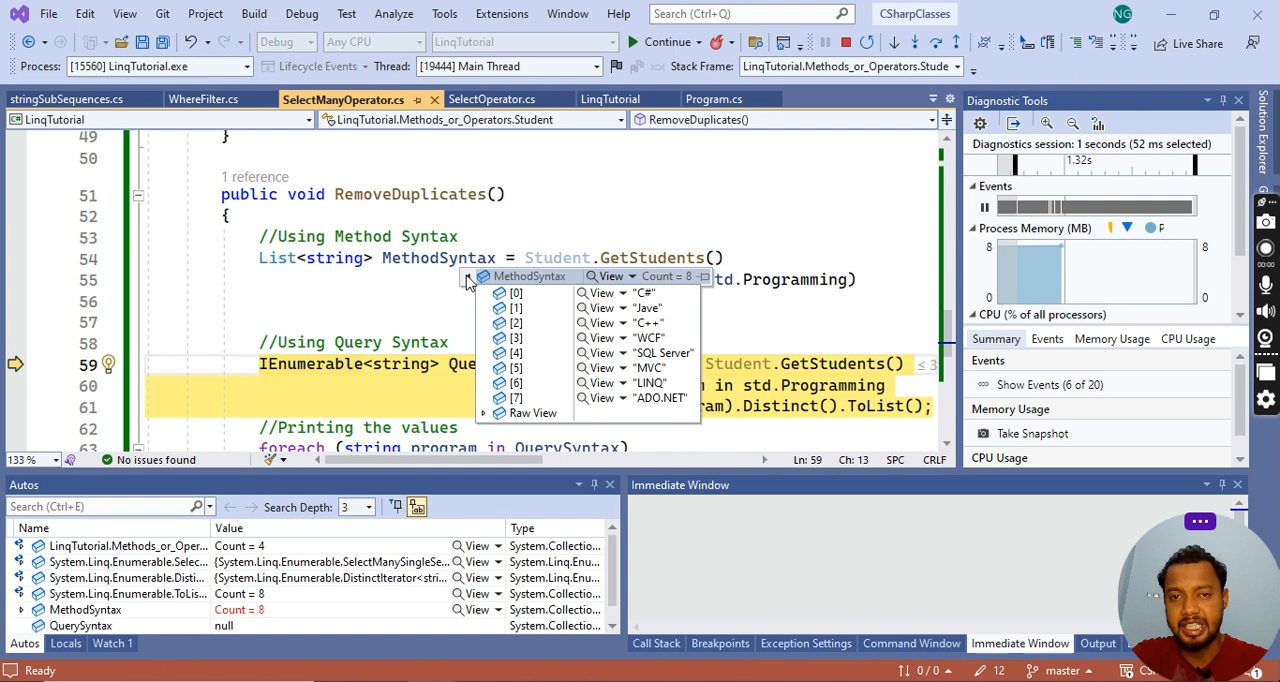 File Edit View Git Project Build Debug Test Analyze Tools Extensions Window Help Search (Ctrl+Q) CSharpClasses NG
Debug Any CPU LinqTutorial Continue Live Share
Process: [15560] LinqTutorial.exe Lifecycle Events Thread: [19444] Main Thread Stack Frame: LinqTutorial.Methods_or_Operators.Stude
stringSubSequences.cs WhereFilter.cs SelectManyOperator.cs SelectOperator.cs LinqTutorial Program.cs
LinqTutorial LinqTutorial.Methods_or_Operators.Student RemoveDuplicates()
49 }
50
1 reference
51 public void RemoveDuplicates()
52 {
53 //Using Method Syntax
54 List<string> MethodSyntax = Student.GetStudents()
55 td.Programming)
56
57
58 //Using Query Syntax
59 IEnumerable<string> Que Student.GetStudents() ≤ 3
60 m in std.Programming
61 ram).Distinct().ToList();
62 //Printing the values
63 foreach (string program in QuerySyntax)
MethodSyntax View Count = 8
[0] View "C#"
[1] View "Jave"
[2] View "C++"
[3] View "WCF"
[4] View "SQL Server"
[5] View "MVC"
[6] View "LINQ"
[7] View "ADO.NET"
Raw View
133 % No issues found Ln: 59 Ch: 13 SPC CRLF
Diagnostic Tools
Diagnostics session: 1 seconds (52 ms selected)
1.32s
Events
Process Memory (MB) P
8 8
0 0
CPU (% of all processors)
Summary Events Memory Usage CPU Usage
Events
Show Events (6 of 20)
Memory Usage
Take Snapshot
CPU Usage
Solution Explorer
G
00:00
Autos
Search (Ctrl+E) Search Depth: 3
Name Value Type
LinqTutorial.Methods_or_Oper... Count = 4 View System.Collectio...
System.Linq.Enumerable.Selec... {System.Linq.Enumerable.SelectManySingleSe... View System.Linq.Enu...
System.Linq.Enumerable.Disti... {System.Linq.Enumerable.DistinctIterator<stri... View System.Linq.Enu...
System.Linq.Enumerable.ToLis... Count = 8 View System.Collectio...
MethodSyntax Count = 8 View System.Collectio...
QuerySyntax null System.Collectio...
Autos Locals Watch 1
Immediate Window
Call Stack Breakpoints Exception Settings Command Window Immediate Window Output
Ready 0 / 0 12 master CS 1